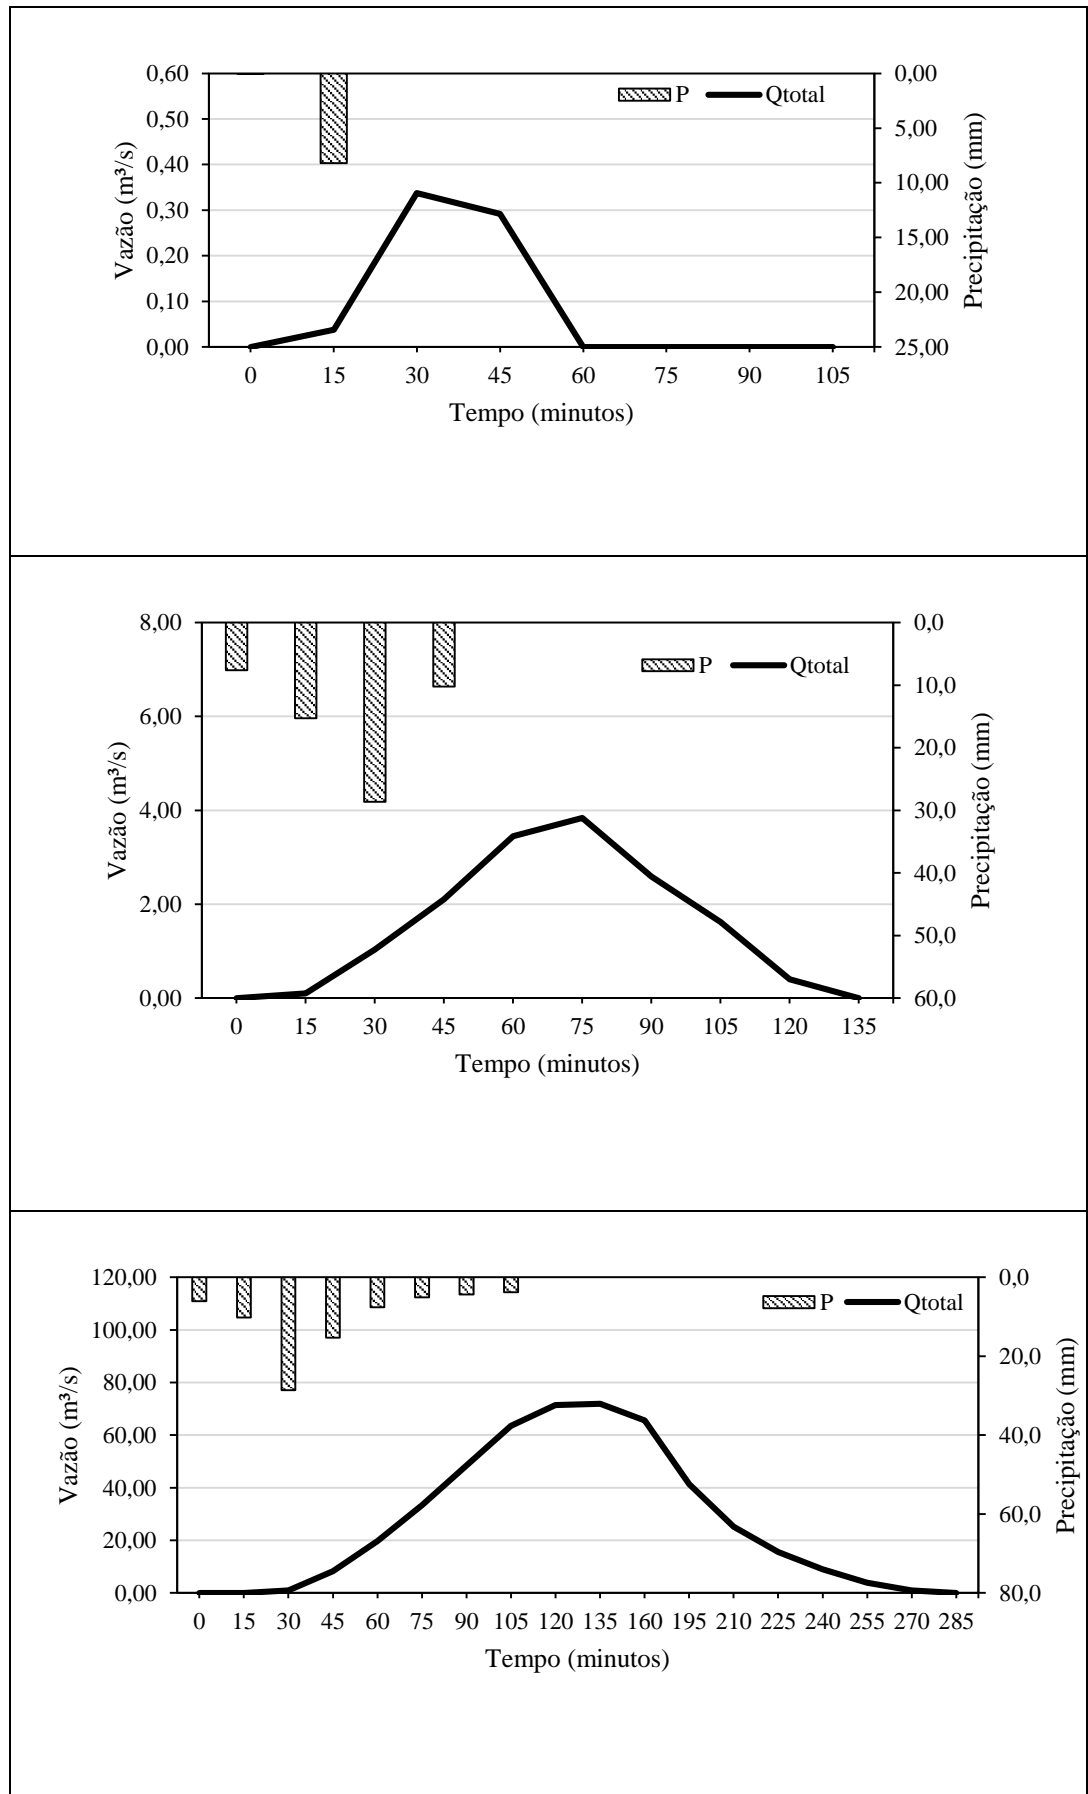 0,60 0,00
P Qtotal
0,50 5,00
0,40 10,00
0,30 15,00
0,20 20,00
0,10
0,00 25,00
Vazão (m³/s)
Precipitação (mm)
0 15 30 45 60 75 90 105
Tempo (minutos)
8,00 0,0
P Qtotal
10,0
6,00
20,0
4,00 30,0
40,0
2,00
50,0
0,00 60,0
Vazão (m³/s)
Precipitação (mm)
0 15 30 45 60 75 90 105 120 135
Tempo (minutos)
120,00 0,0
P Qtotal
100,00
20,0
80,00
60,00 40,0
40,00
60,0
20,00
0,00 80,0
Vazão (m³/s)
Precipitação (mm)
0 15 30 45 60 75 90 105 120 135 160 195 210 225 240 255 270 285
Tempo (minutos)